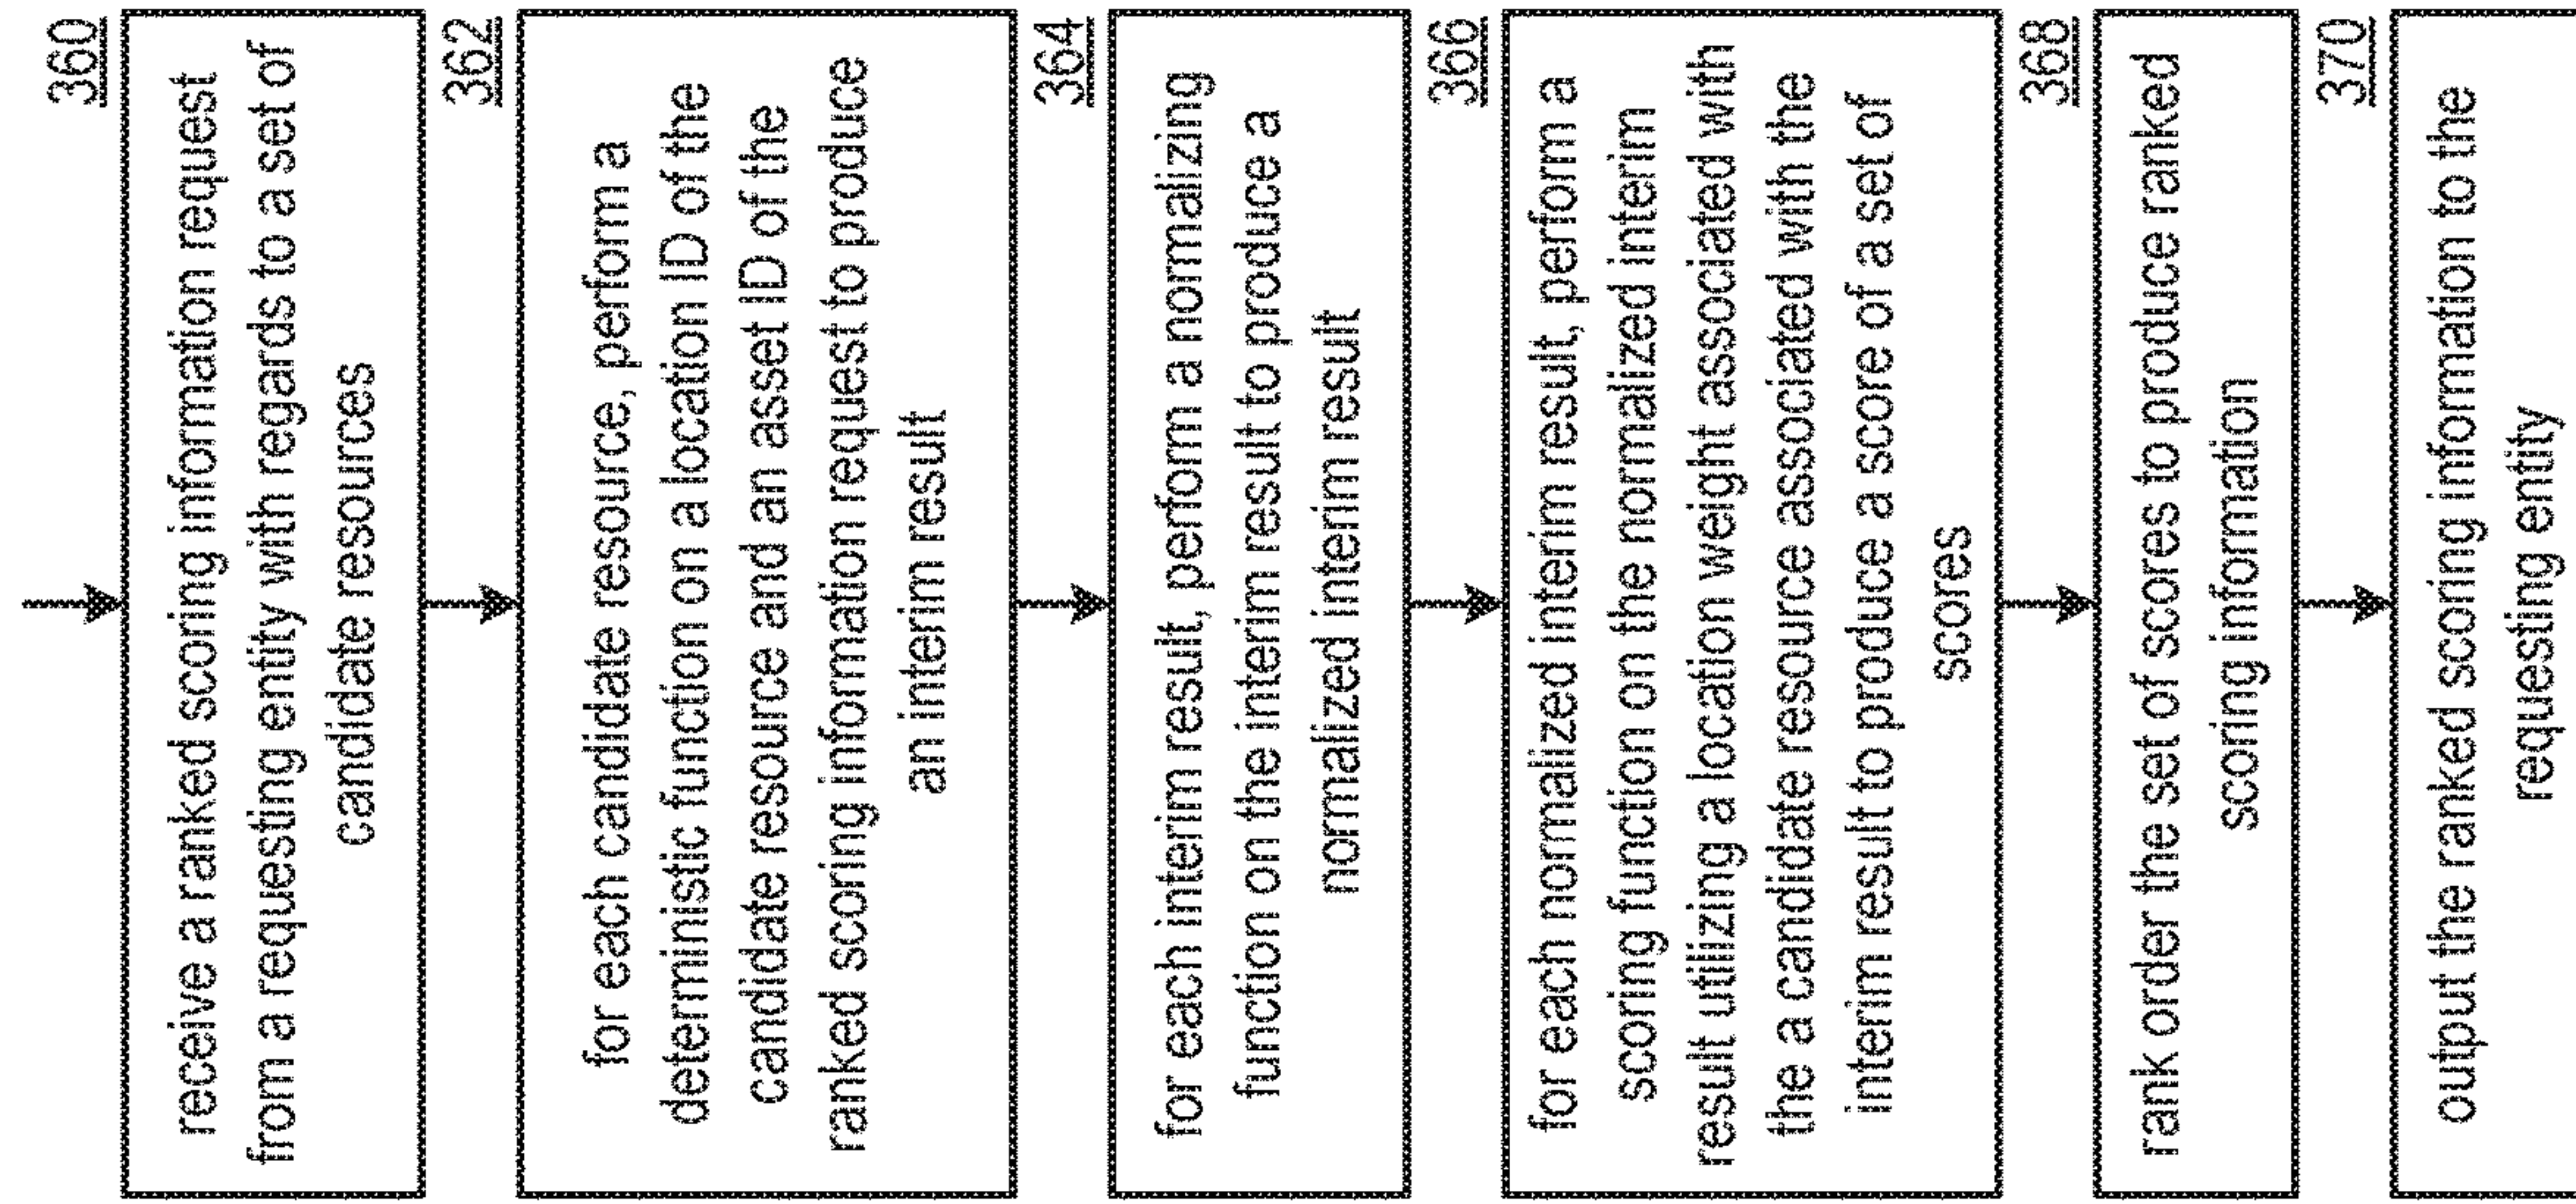 360
receive a ranked scoring information request
from a requesting entity with regards to a set of
candidate resources
362
for each candidate resource, perform a
deterministic function on a location ID of the
candidate resource and an asset ID of the
ranked scoring information request to produce
an interim result
364
for each interim result, perform a normalizing
function on the interim result to produce a
normalized interim result
366
for each normalized interim result, perform a
scoring function on the normalized interim
result utilizing a location weight associated with
the a candidate resource associated with the
interim result to produce a score of a set of
scores
368
rank order the set of scores to produce ranked
scoring information
370
output the ranked scoring information to the
requesting entity